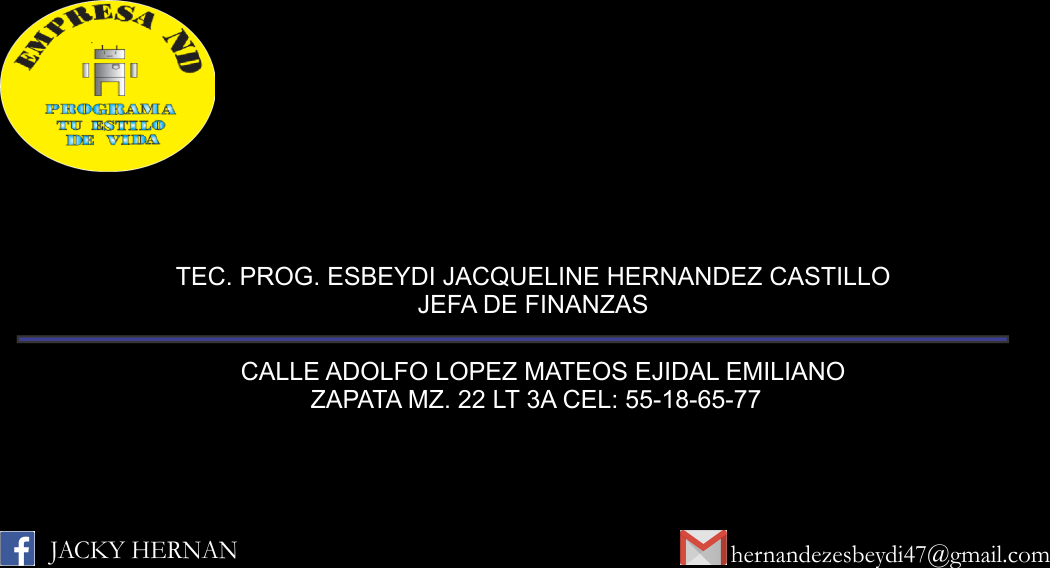 EMPRESA ND
PROGRAMA
TU ESTILO
DE VIDA
TEC. PROG. ESBEYDI JACQUELINE HERNANDEZ CASTILLO
JEFA DE FINANZAS
CALLE ADOLFO LOPEZ MATEOS EJIDAL EMILIANO
ZAPATA MZ. 22 LT 3A CEL: 55-18-65-77
f JACKY HERNAN
hernandezesbeydi47@gmail.com